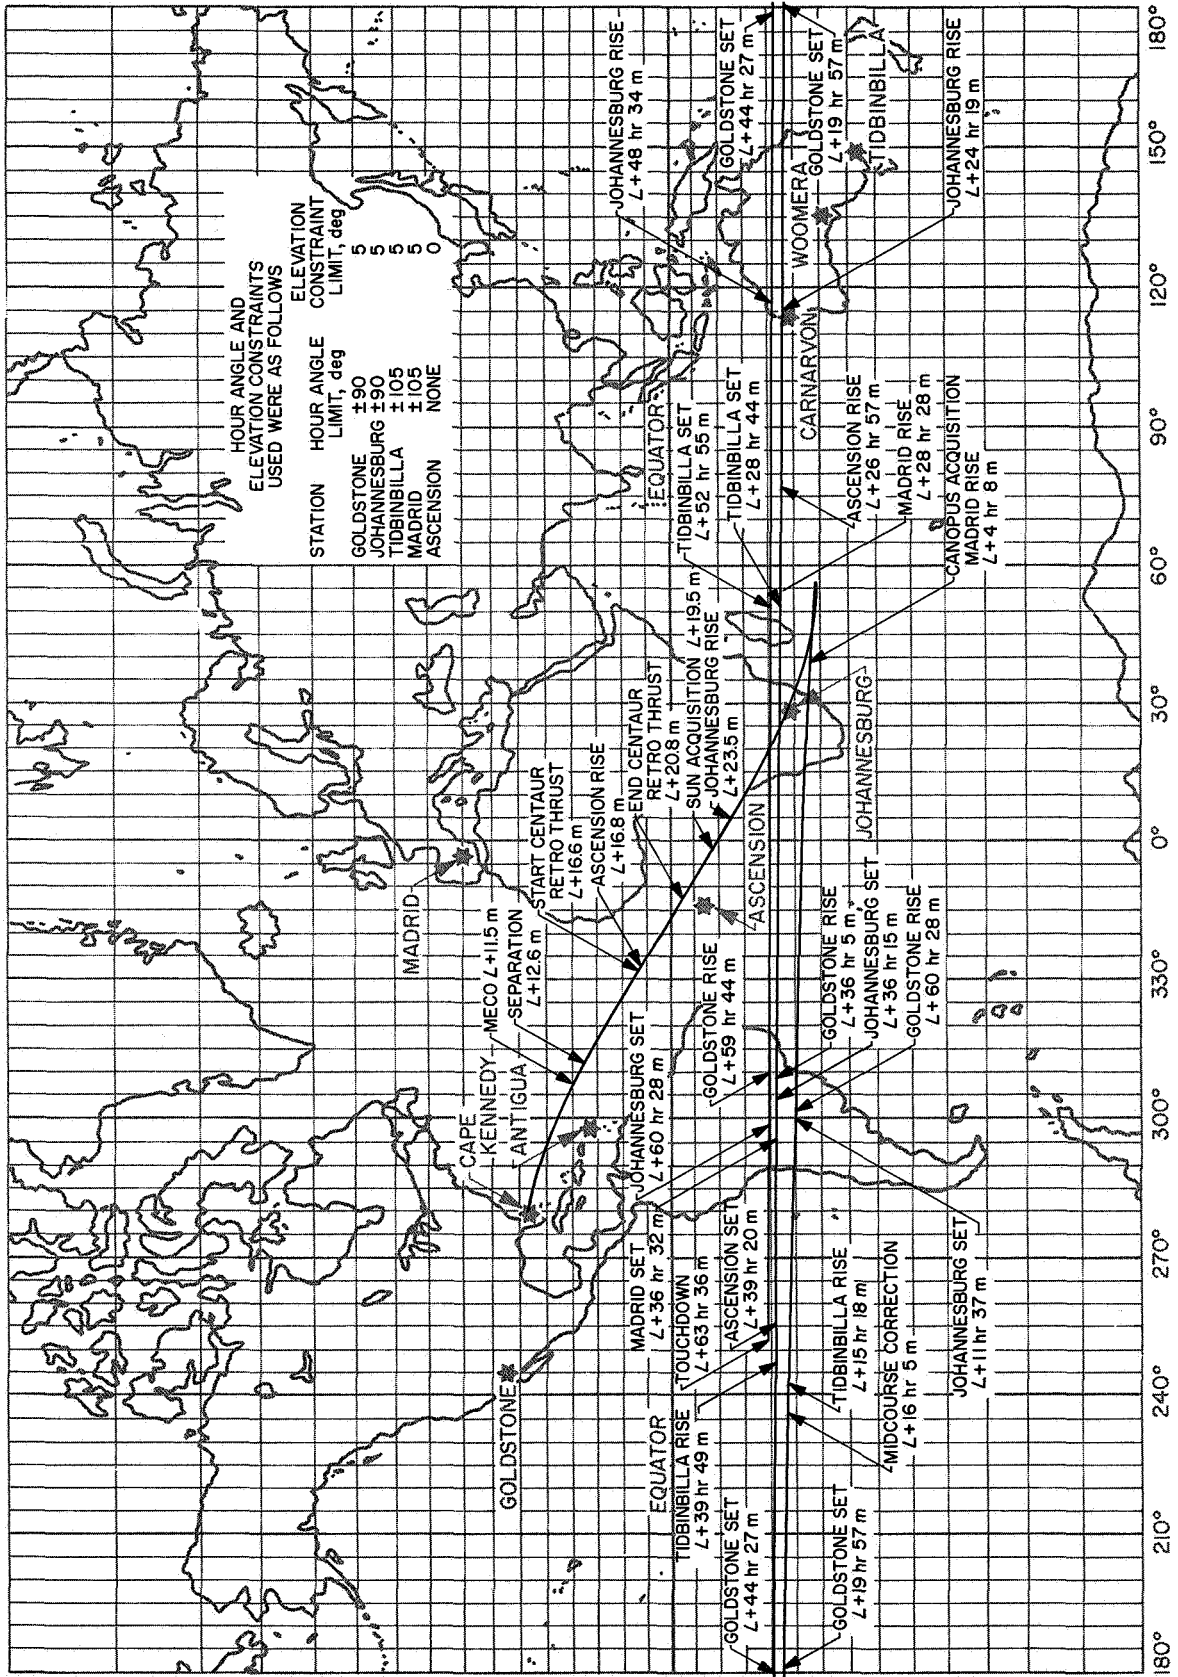 HOUR ANGLE AND
ELEVATION CONSTRAINTS
USED WERE AS FOLLOWS
STATION HOUR ANGLE LIMIT, deg ELEVATION CONSTRAINT LIMIT, deg
GOLDSTONE ±90 5
JOHANNESBURG ±90 5
TIDBINBILLA ±105 5
MADRID ±105 5
ASCENSION NONE 0
GOLDSTONE
CAPE
KENNEDY
ANTIGUA
MADRID
MECO L+11.5 m
SEPARATION
L+12.6 m
START CENTAUR
RETRO THRUST
L+16.6 m
ASCENSION RISE
L+16.8 m
END CENTAUR
RETRO THRUST
L+20.8 m
SUN ACQUISITION L+19.5 m
JOHANNESBURG RISE
L+23.5 m
ASCENSION
EQUATOR
EQUATOR
JOHANNESBURG RISE
L+48 hr 34 m
GOLDSTONE SET
L+44 hr 27 m
GOLDSTONE SET
L+19 hr 57 m
WOOMERA
TIDBINBILLA
CARNARVON
JOHANNESBURG RISE
L+24 hr 19 m
TIDBINBILLA SET
L+52 hr 55 m
TIDBINBILLA SET
L+28 hr 44 m
ASCENSION RISE
L+26 hr 57 m
MADRID RISE
L+28 hr 28 m
CANOPUS ACQUISITION
MADRID RISE
L+4 hr 8 m
JOHANNESBURG
GOLDSTONE RISE
L+59 hr 44 m
JOHANNESBURG SET
L+60 hr 28 m
GOLDSTONE RISE
L+36 hr 5 m
JOHANNESBURG SET
L+36 hr 15 m
GOLDSTONE RISE
L+60 hr 28 m
MADRID SET
L+36 hr 32 m
TOUCHDOWN
L+63 hr 36 m
ASCENSION SET
L+39 hr 20 m
TIDBINBILLA RISE
L+39 hr 49 m
GOLDSTONE SET
L+44 hr 27 m
GOLDSTONE SET
L+19 hr 57 m
TIDBINBILLA RISE
L+15 hr 18 m
MIDCOURSE CORRECTION
L+16 hr 5 m
JOHANNESBURG SET
L+11 hr 37 m
180° 210° 240° 270° 300° 330° 0° 30° 60° 90° 120° 150° 180°